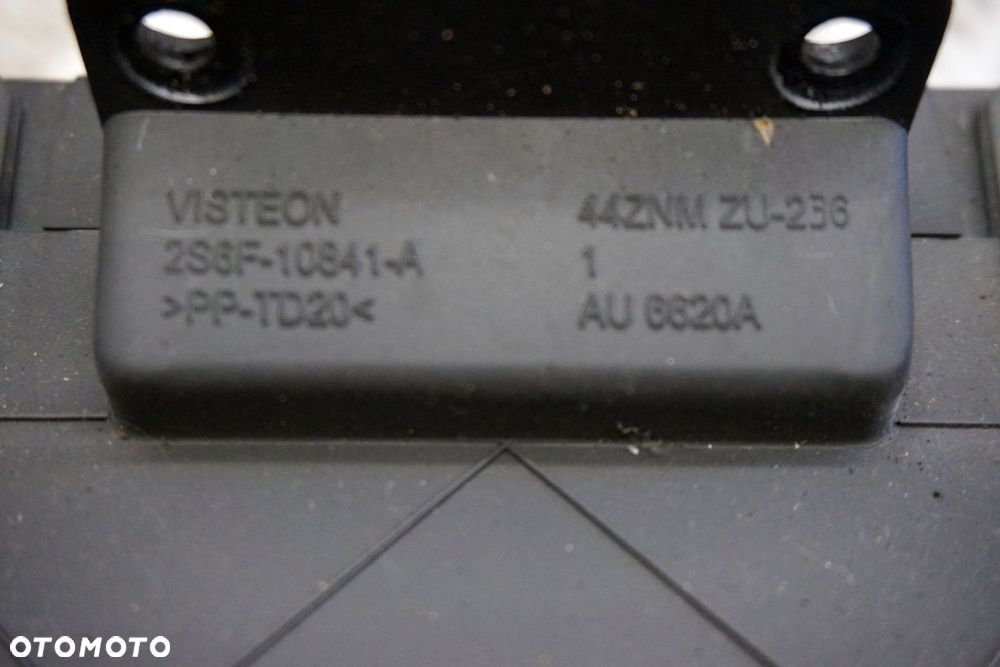 VISTEON
2S6F-10841-A
>PP-TD20<
44ZNM ZU-236
1
AU 6620A
OTOMOTO